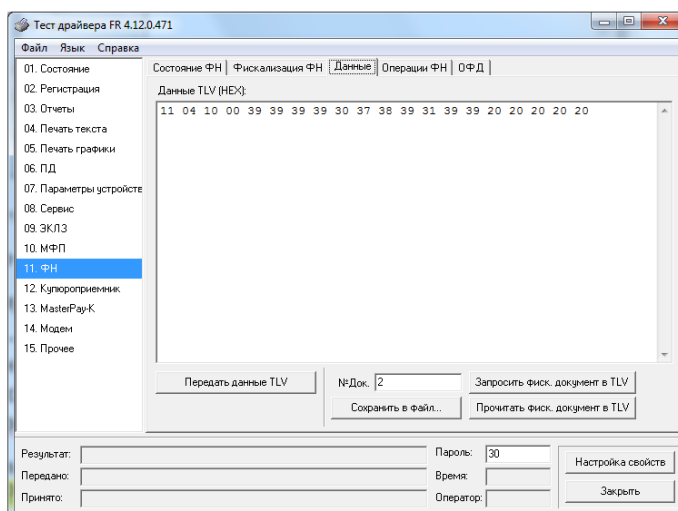 Тест драйвера FR 4.12.0.471
Файл Язык Справка
01. Состояние
02. Регистрация
03. Отчеты
04. Печать текста
05. Печать графики
06. ПД
07. Параметры устройств
08. Сервис
09. ЭКЛЗ
10. МФП
11. ФН
12. Купюроприемник
13. MasterPay-K
14. Модем
15. Прочее
Состояние ФН Фискализация ФН Данные Операции ФН ОФД
Данные TLV (HEX):
11 04 10 00 39 39 39 39 30 37 38 39 31 39 39 20 20 20 20 20
Передать данные TLV
№Док. 2
Запросить фиск. документ в TLV
Сохранить в файл...
Прочитать фиск. документ в TLV
Результат:
Передано:
Принято:
Пароль: 30
Время:
Оператор:
Настройка свойств
Закрыть